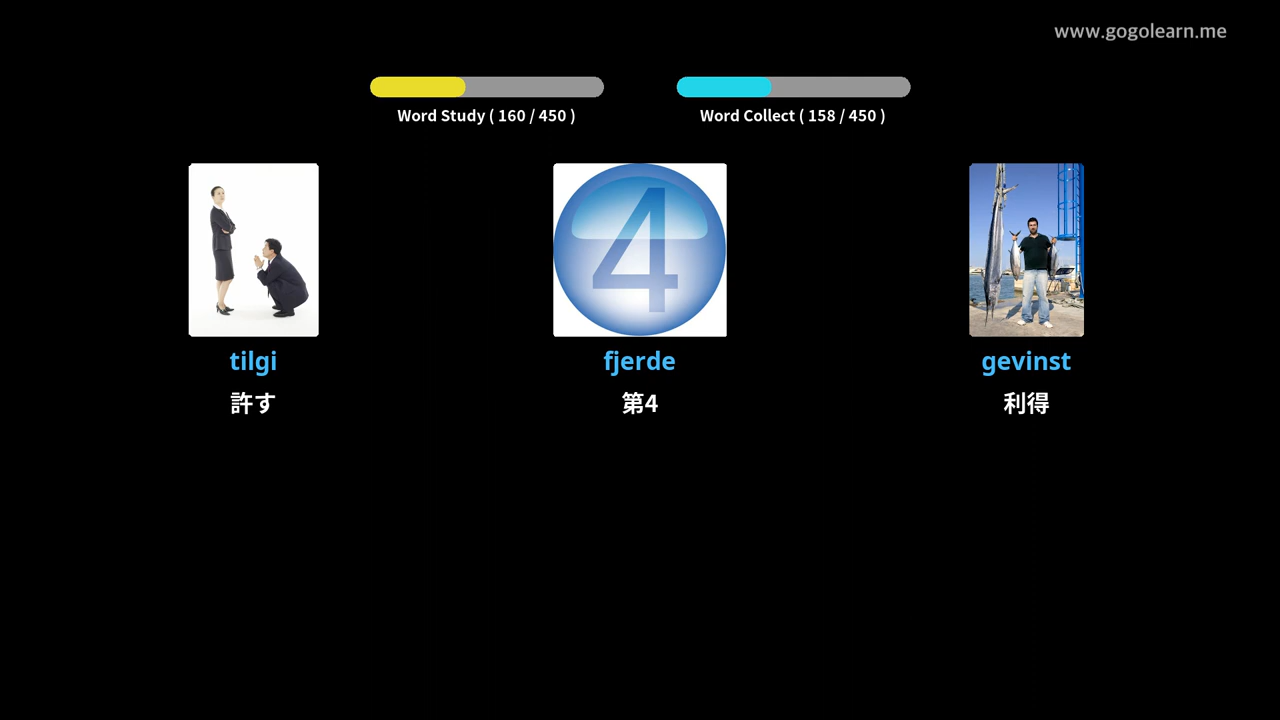 www.gogolearn.me
Word Study ( 160 / 450 )
Word Collect ( 158 / 450 )
4
tilgi
fjerde
gevinst
許す
第4
利得